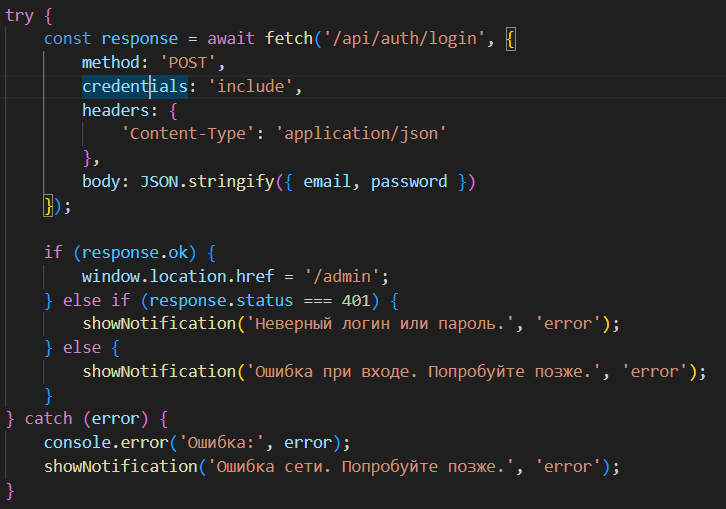 try {
    const response = await fetch('/api/auth/login', {
        method: 'POST',
        credentials: 'include',
        headers: {
            'Content-Type': 'application/json'
        },
        body: JSON.stringify({ email, password })
    });

    if (response.ok) {
        window.location.href = '/admin';
    } else if (response.status === 401) {
        showNotification('Неверный логин или пароль.', 'error');
    } else {
        showNotification('Ошибка при входе. Попробуйте позже.', 'error');
    }
} catch (error) {
    console.error('Ошибка:', error);
    showNotification('Ошибка сети. Попробуйте позже.', 'error');
}